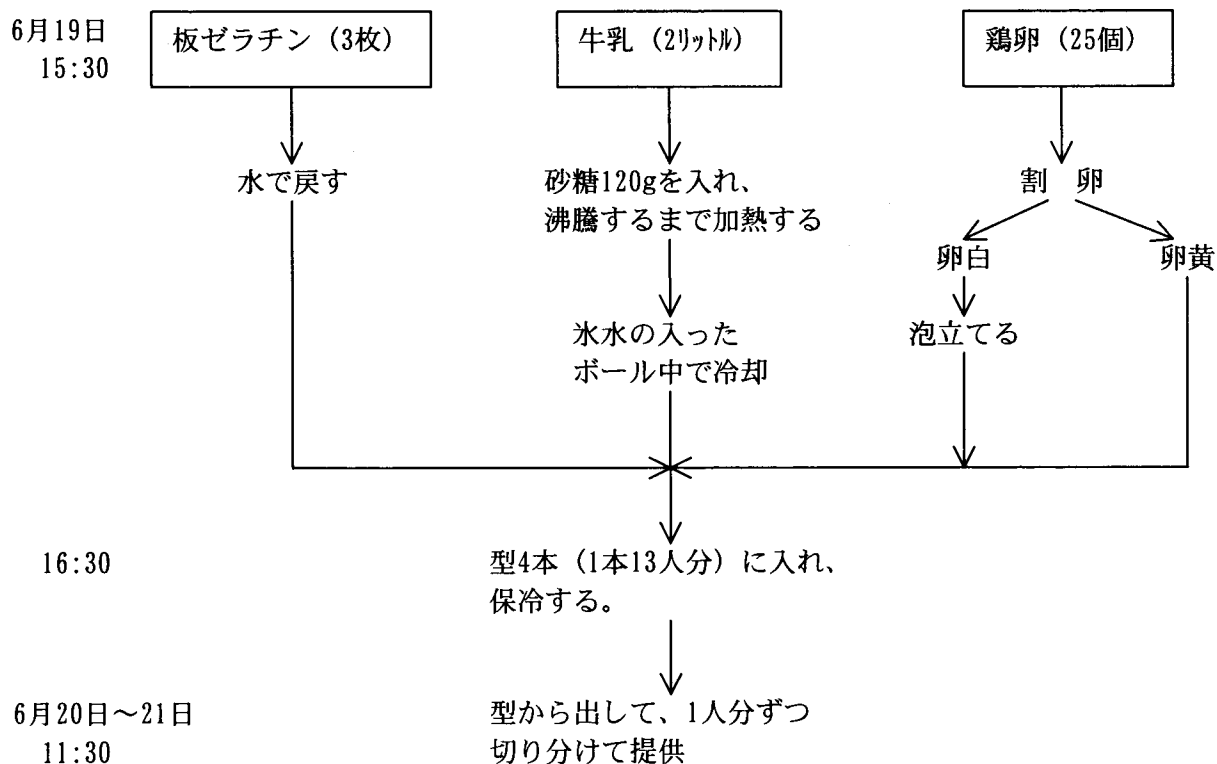 6月19日
15:30
板ゼラチン（3枚）
牛乳（2リットル）
鶏卵（25個）
水で戻す
砂糖120gを入れ、
沸騰するまで加熱する
割　卵
卵白
卵黄
氷水の入った
ボール中で冷却
泡立てる
16:30
型4本（1本13人分）に入れ、
保冷する。
6月20日～21日
11:30
型から出して、1人分ずつ
切り分けて提供